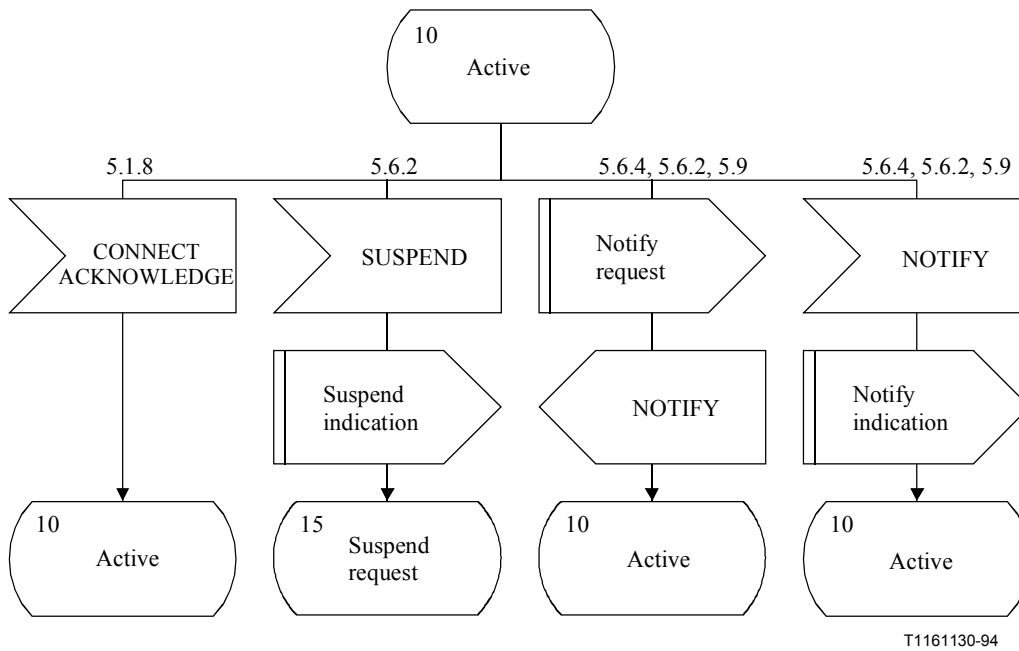 10
Active
5.1.8
5.6.2
5.6.4, 5.6.2, 5.9
5.6.4, 5.6.2, 5.9
CONNECT
ACKNOWLEDGE
SUSPEND
Notify
request
NOTIFY
Suspend
indication
NOTIFY
Notify
indication
10
Active
15
Suspend
request
10
Active
10
Active
T1161130-94